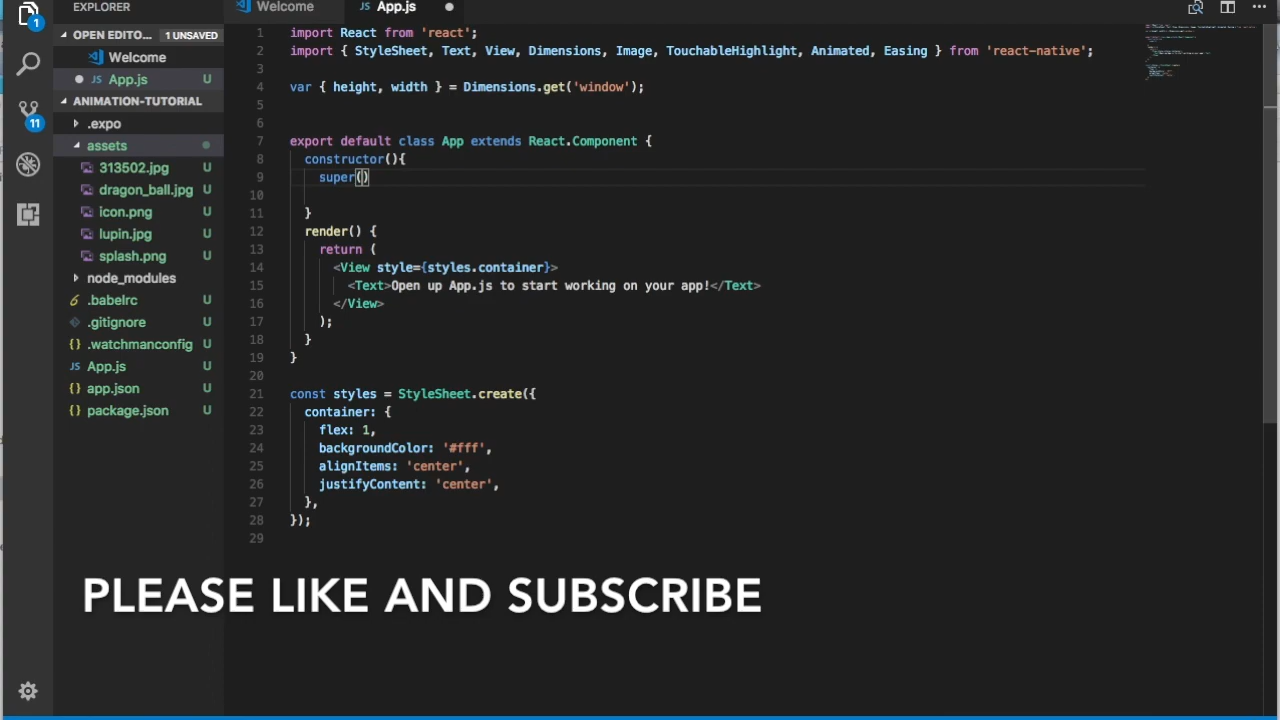 EXPLORER
Welcome
JS App.js
OPEN EDITO... 1 UNSAVED
Welcome
JS App.js U
ANIMATION-TUTORIAL
.expo
assets
313502.jpg U
dragon_ball.jpg U
icon.png U
lupin.jpg U
splash.png U
node_modules
.babelrc U
.gitignore U
{} .watchmanconfig U
JS App.js U
{} app.json U
{} package.json U
1
11
1 import React from 'react';
2 import { StyleSheet, Text, View, Dimensions, Image, TouchableHighlight, Animated, Easing } from 'react-native';
3
4 var { height, width } = Dimensions.get('window');
5
6
7 export default class App extends React.Component {
8 constructor(){
9 super()
10
11 }
12 render() {
13 return (
14 <View style={styles.container}>
15 <Text>Open up App.js to start working on your app!</Text>
16 </View>
17 );
18 }
19 }
20
21 const styles = StyleSheet.create({
22 container: {
23 flex: 1,
24 backgroundColor: '#fff',
25 alignItems: 'center',
26 justifyContent: 'center',
27 },
28 });
29
PLEASE LIKE AND SUBSCRIBE